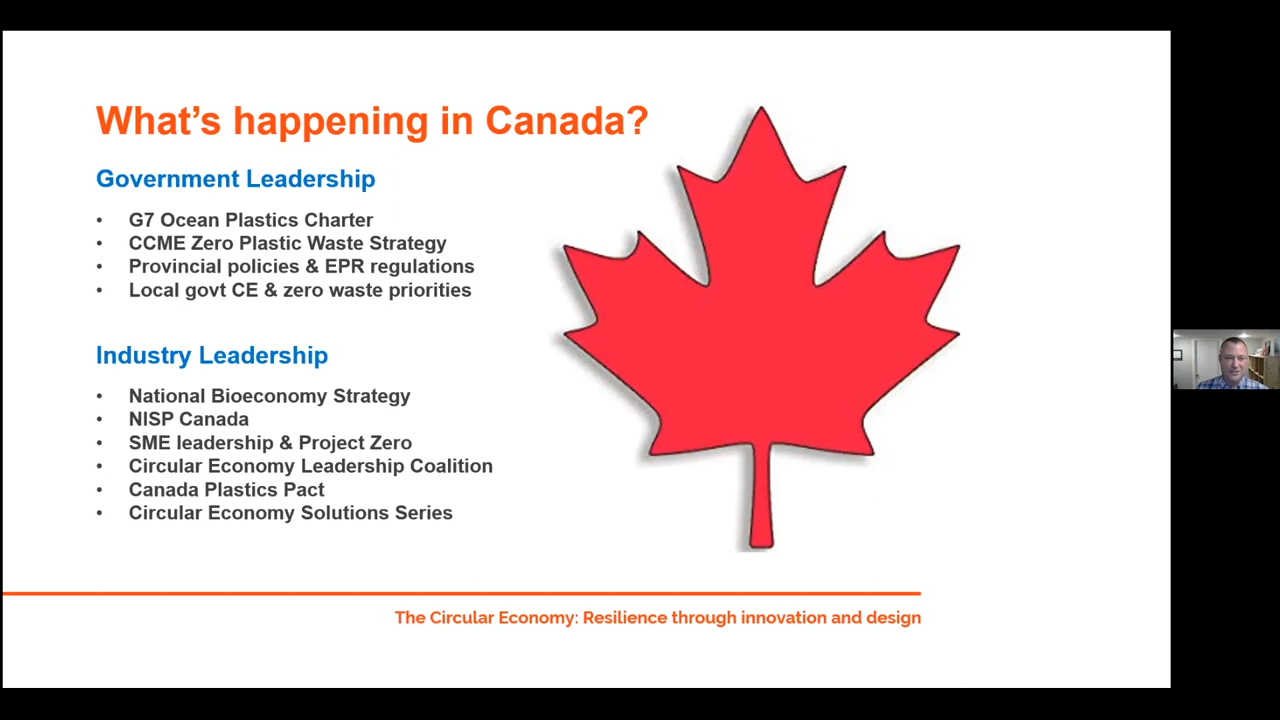 What's happening in Canada?
Government Leadership
• G7 Ocean Plastics Charter
• CCME Zero Plastic Waste Strategy
• Provincial policies & EPR regulations
• Local govt CE & zero waste priorities
Industry Leadership
• National Bioeconomy Strategy
• NISP Canada
• SME leadership & Project Zero
• Circular Economy Leadership Coalition
• Canada Plastics Pact
• Circular Economy Solutions Series
The Circular Economy: Resilience through innovation and design